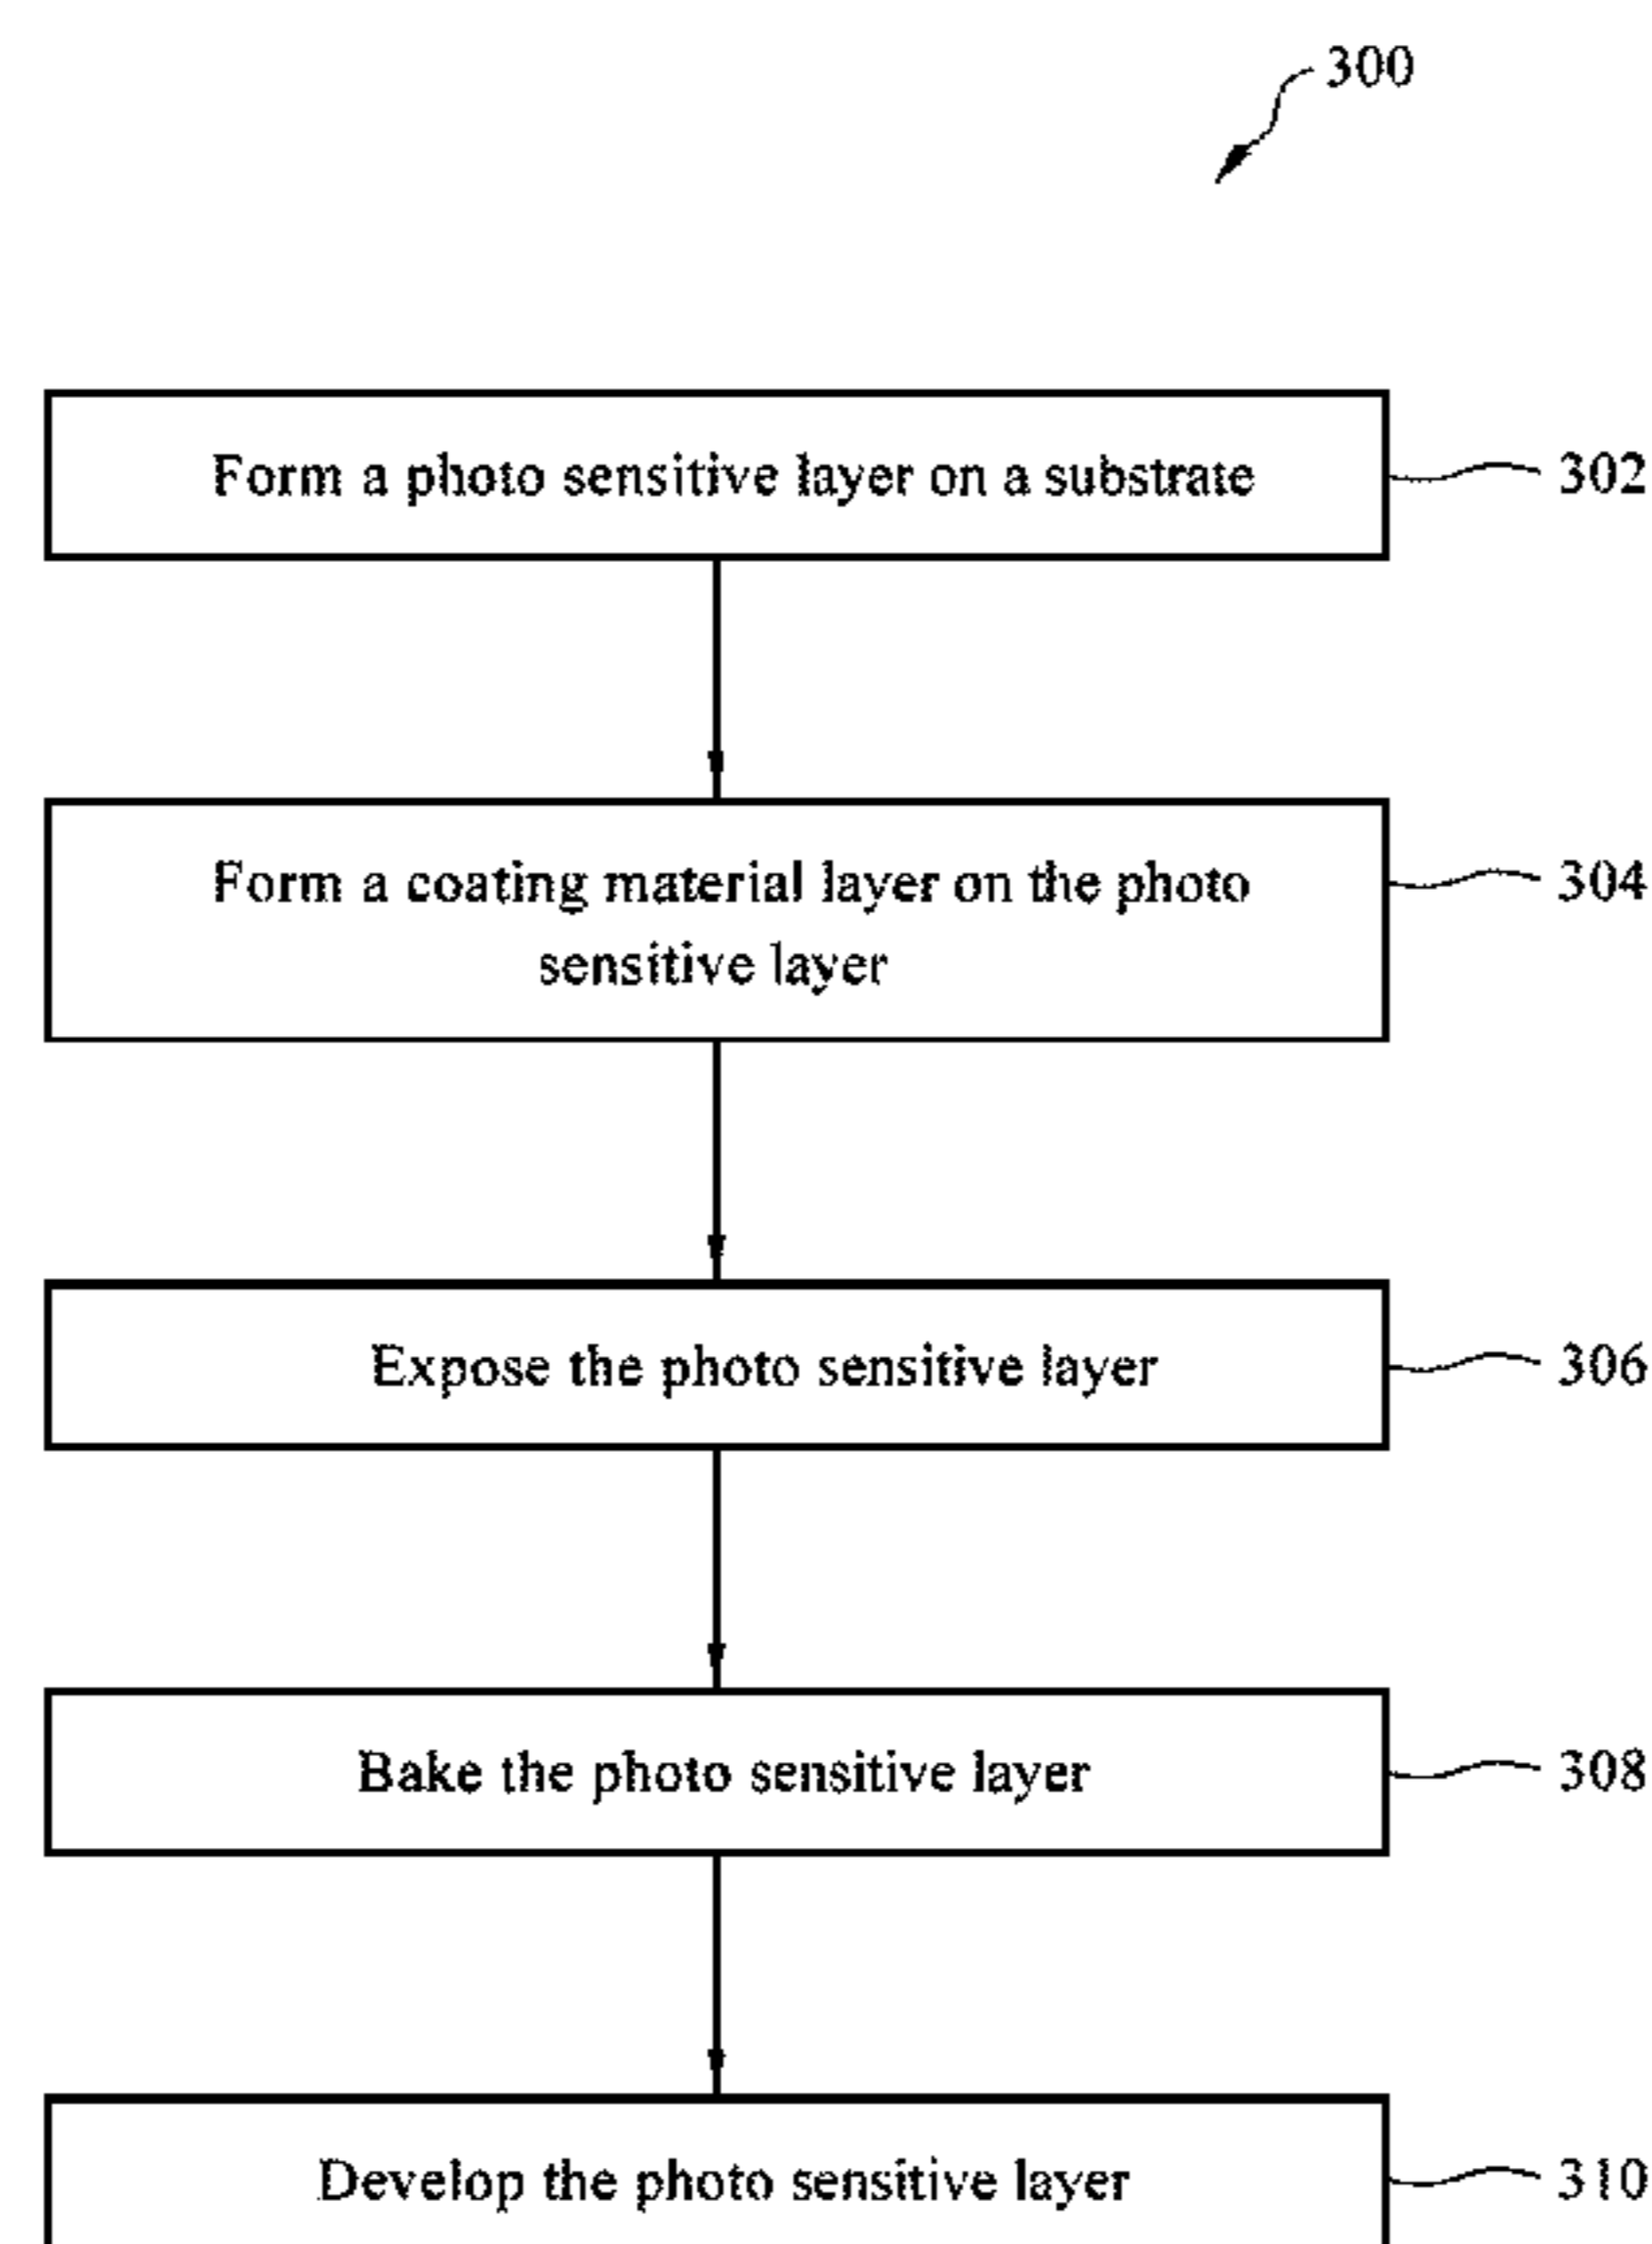 300
Form a photo sensitive layer on a substrate
302
Form a coating material layer on the photo
sensitive layer
304
Expose the photo sensitive layer
306
Bake the photo sensitive layer
308
Develop the photo sensitive layer
310